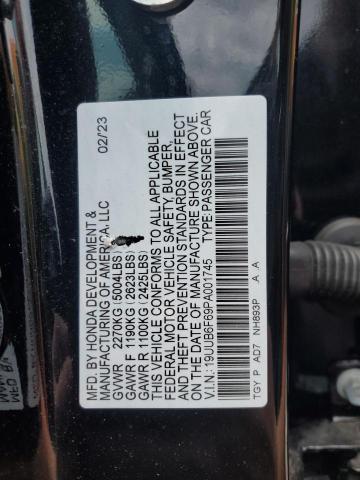 MFD. BY HONDA DEVELOPMENT & 02/'23
MANUFACTURING OF AMERICA, LLC
GVWR 2270KG (5004LBS)
GAWR F 1190KG (2623LBS)
GAWR R 1100KG (2425LBS)
THIS VEHICLE CONFORMS TO ALL APPLICABLE
FEDERAL MOTOR VEHICLE SAFETY, BUMPER,
AND THEFT PREVENTION STANDARDS IN EFFECT
ON THE DATE OF MANUFACTURE SHOWN ABOVE.
V.I.N.: 19UUB6F69PA001745 TYPE: PASSENGER CAR
TGY P AD7 NH893P A A